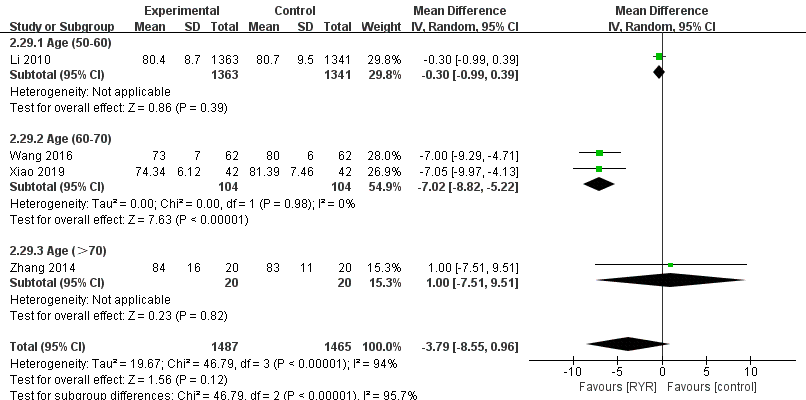 Experimental Control Mean Difference Mean Difference
Study or Subgroup Mean SD Total Mean SD Total Weight IV, Random, 95% CI IV, Random, 95% CI
2.29.1 Age (50-60)
Li 2010 80.4 8.7 1363 80.7 9.5 1341 29.8% -0.30 [-0.99, 0.39]
Subtotal (95% CI) 1363 1341 29.8% -0.30 [-0.99, 0.39]
Heterogeneity: Not applicable
Test for overall effect: Z = 0.86 (P = 0.39)
2.29.2 Age (60-70)
Wang 2016 73 7 62 80 6 62 28.0% -7.00 [-9.29, -4.71]
Xiao 2019 74.34 6.12 42 81.39 7.46 42 26.9% -7.05 [-9.97, -4.13]
Subtotal (95% CI) 104 104 54.9% -7.02 [-8.82, -5.22]
Heterogeneity: Tau² = 0.00; Chi² = 0.00, df = 1 (P = 0.98); I² = 0%
Test for overall effect: Z = 7.63 (P < 0.00001)
2.29.3 Age (＞70)
Zhang 2014 84 16 20 83 11 20 15.3% 1.00 [-7.51, 9.51]
Subtotal (95% CI) 20 20 15.3% 1.00 [-7.51, 9.51]
Heterogeneity: Not applicable
Test for overall effect: Z = 0.23 (P = 0.82)
Total (95% CI) 1487 1465 100.0% -3.79 [-8.55, 0.96]
Heterogeneity: Tau² = 19.67; Chi² = 46.79, df = 3 (P < 0.00001); I² = 94%
Test for overall effect: Z = 1.56 (P = 0.12)
Test for subgroup differences: Chi² = 46.79, df = 2 (P < 0.00001), I² = 95.7%
-10 -5 0 5 10
Favours [RYR] Favours [control]